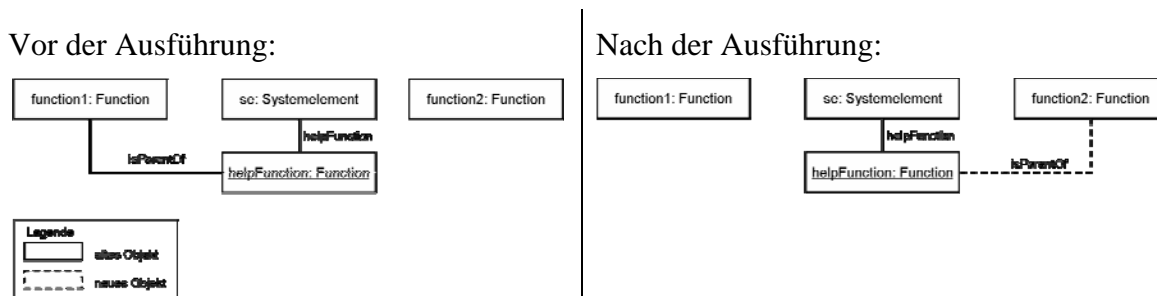 Vor der Ausführung:
function1: Function
se: Systemelement
function2: Function
helpFunction
isParentOf
helpFunction: Function
Legende
altes Objekt
neues Objekt
Nach der Ausführung:
function1: Function
se: Systemelement
function2: Function
helpFunction
isParentOf
helpFunction: Function